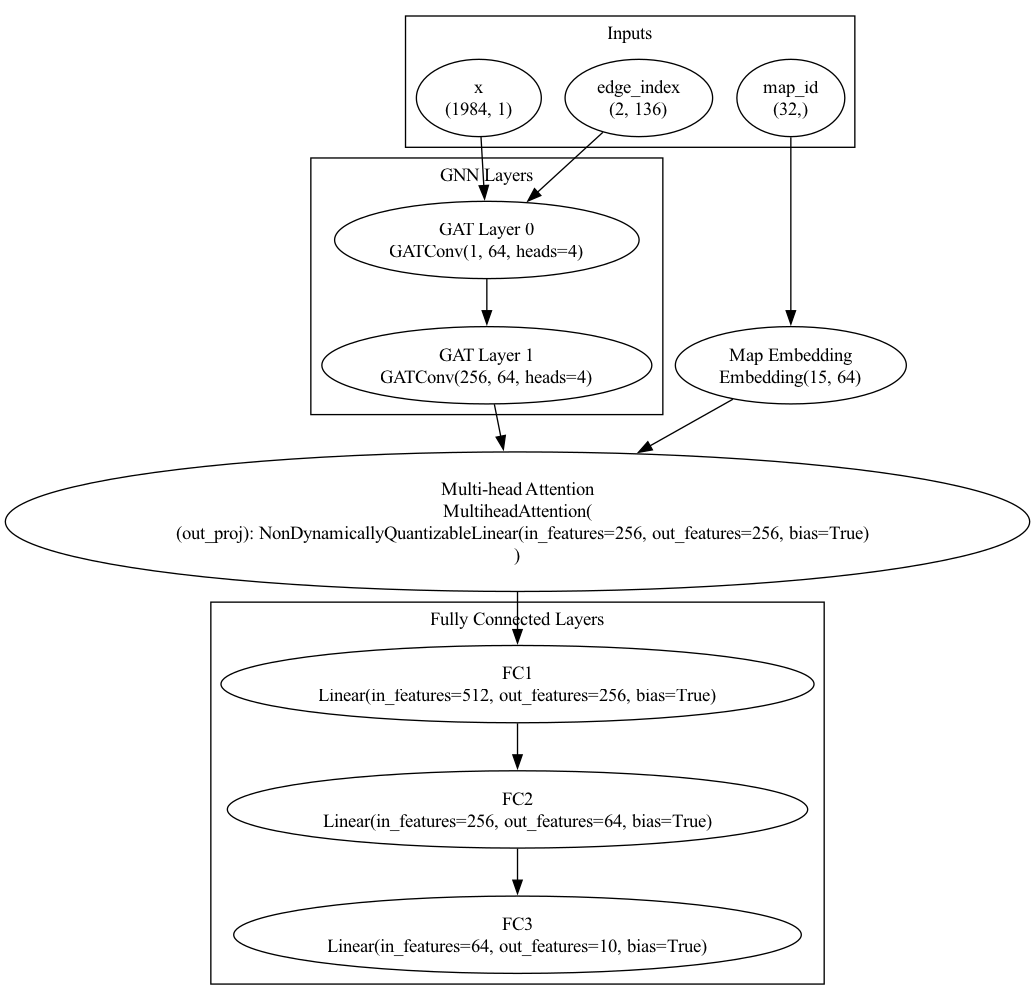 Inputs
x
(1984, 1)
edge_index
(2, 136)
map_id
(32,)
GNN Layers
GAT Layer 0
GATConv(1, 64, heads=4)
GAT Layer 1
GATConv(256, 64, heads=4)
Map Embedding
Embedding(15, 64)
Multi-head Attention
MultiheadAttention(
(out_proj): NonDynamicallyQuantizableLinear(in_features=256, out_features=256, bias=True)
)
Fully Connected Layers
FC1
Linear(in_features=512, out_features=256, bias=True)
FC2
Linear(in_features=256, out_features=64, bias=True)
FC3
Linear(in_features=64, out_features=10, bias=True)